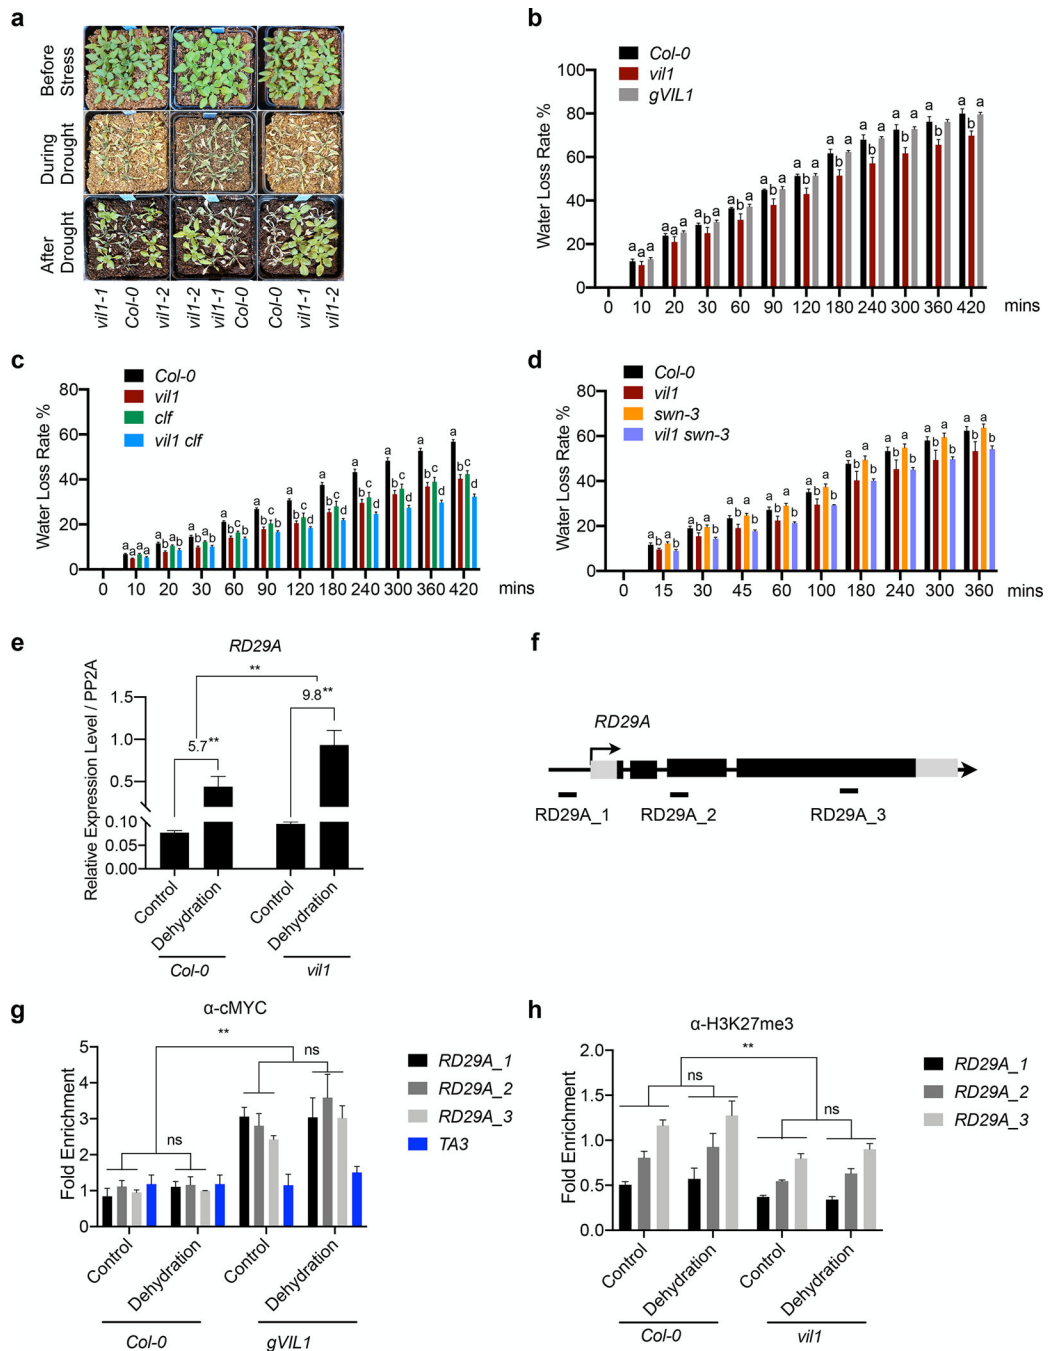 a
Before Stress
During Drought
After Drought
vil1-1 Col-0 vil1-2 vil1-2 vil1-1 Col-0 Col-0 vil1-1 vil1-2
b
Col-0
vil1
gVIL1
Water Loss Rate %
100
80
60
40
20
0
a a a a a a a b a a b a a b a a b a a b a a b a a b a a b a a b a
0 10 20 30 60 90 120 180 240 300 360 420 mins
c
Col-0
vil1
clf
vil1 clf
Water Loss Rate %
80
60
40
20
0
0 10 20 30 60 90 120 180 240 300 360 420 mins
d
Col-0
vil1
swn-3
vil1 swn-3
Water Loss Rate %
80
60
40
20
0
a b a b a b a b a b a b a b a b a b a b a b a b a b a b a b a b a b a b
0 15 30 45 60 100 180 240 300 360 mins
e
RD29A
Relative Expression Level / PP2A
1.5
1.0
0.5
0.10
0.05
0.00
**
5.7**
9.8**
Control
Dehydration
Control
Dehydration
Col-0
vil1
f
RD29A
RD29A_1
RD29A_2
RD29A_3
g
α-cMYC
Fold Enrichment
5
4
3
2
1
0
**
ns
ns
RD29A_1
RD29A_2
RD29A_3
TA3
Control
Dehydration
Control
Dehydration
Col-0
gVIL1
h
α-H3K27me3
Fold Enrichment
2.0
1.5
1.0
0.5
0.0
**
ns
ns
RD29A_1
RD29A_2
RD29A_3
Control
Dehydration
Control
Dehydration
Col-0
vil1